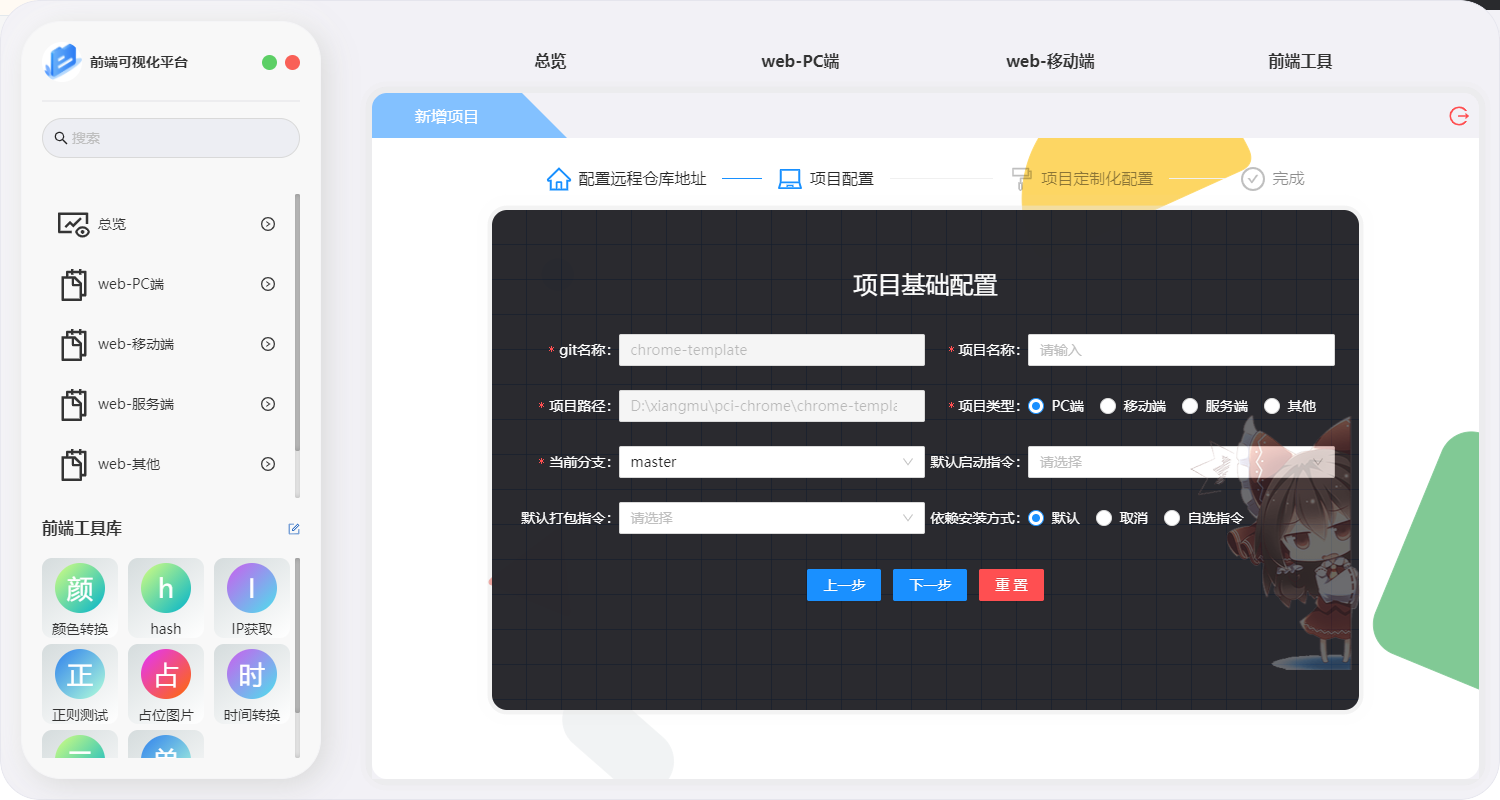 前端可视化平台
搜索
总览
web-PC端
web-移动端
web-服务端
web-其他
前端工具库
颜 h I
颜色转换 hash IP获取
正 占 时
正则测试 占位图片 时间转换
总览 web-PC端 web-移动端 前端工具
新增项目
配置远程仓库地址 项目配置 项目定制化配置 完成
项目基础配置
* git名称: chrome-template * 项目名称: 请输入
* 项目路径: D:\xiangmu\pci-chrome\chrome-templa * 项目类型: PC端 移动端 服务端 其他
* 当前分支: master 默认启动指令: 请选择
默认打包指令: 请选择 依赖安装方式: 默认 取消 自选指令
上一步 下一步 重 置